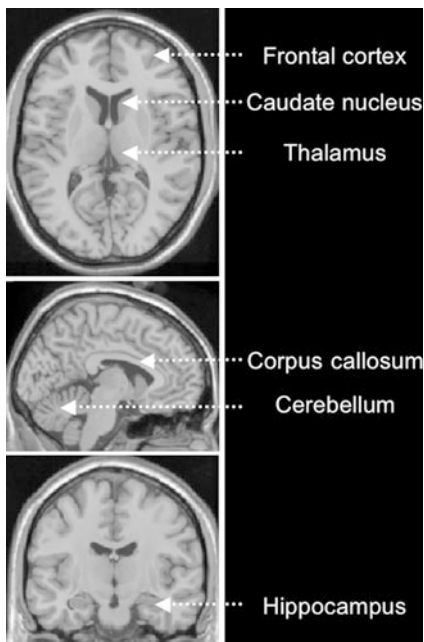 Frontal cortex
Caudate nucleus
Thalamus
Corpus callosum
Cerebellum
Hippocampus